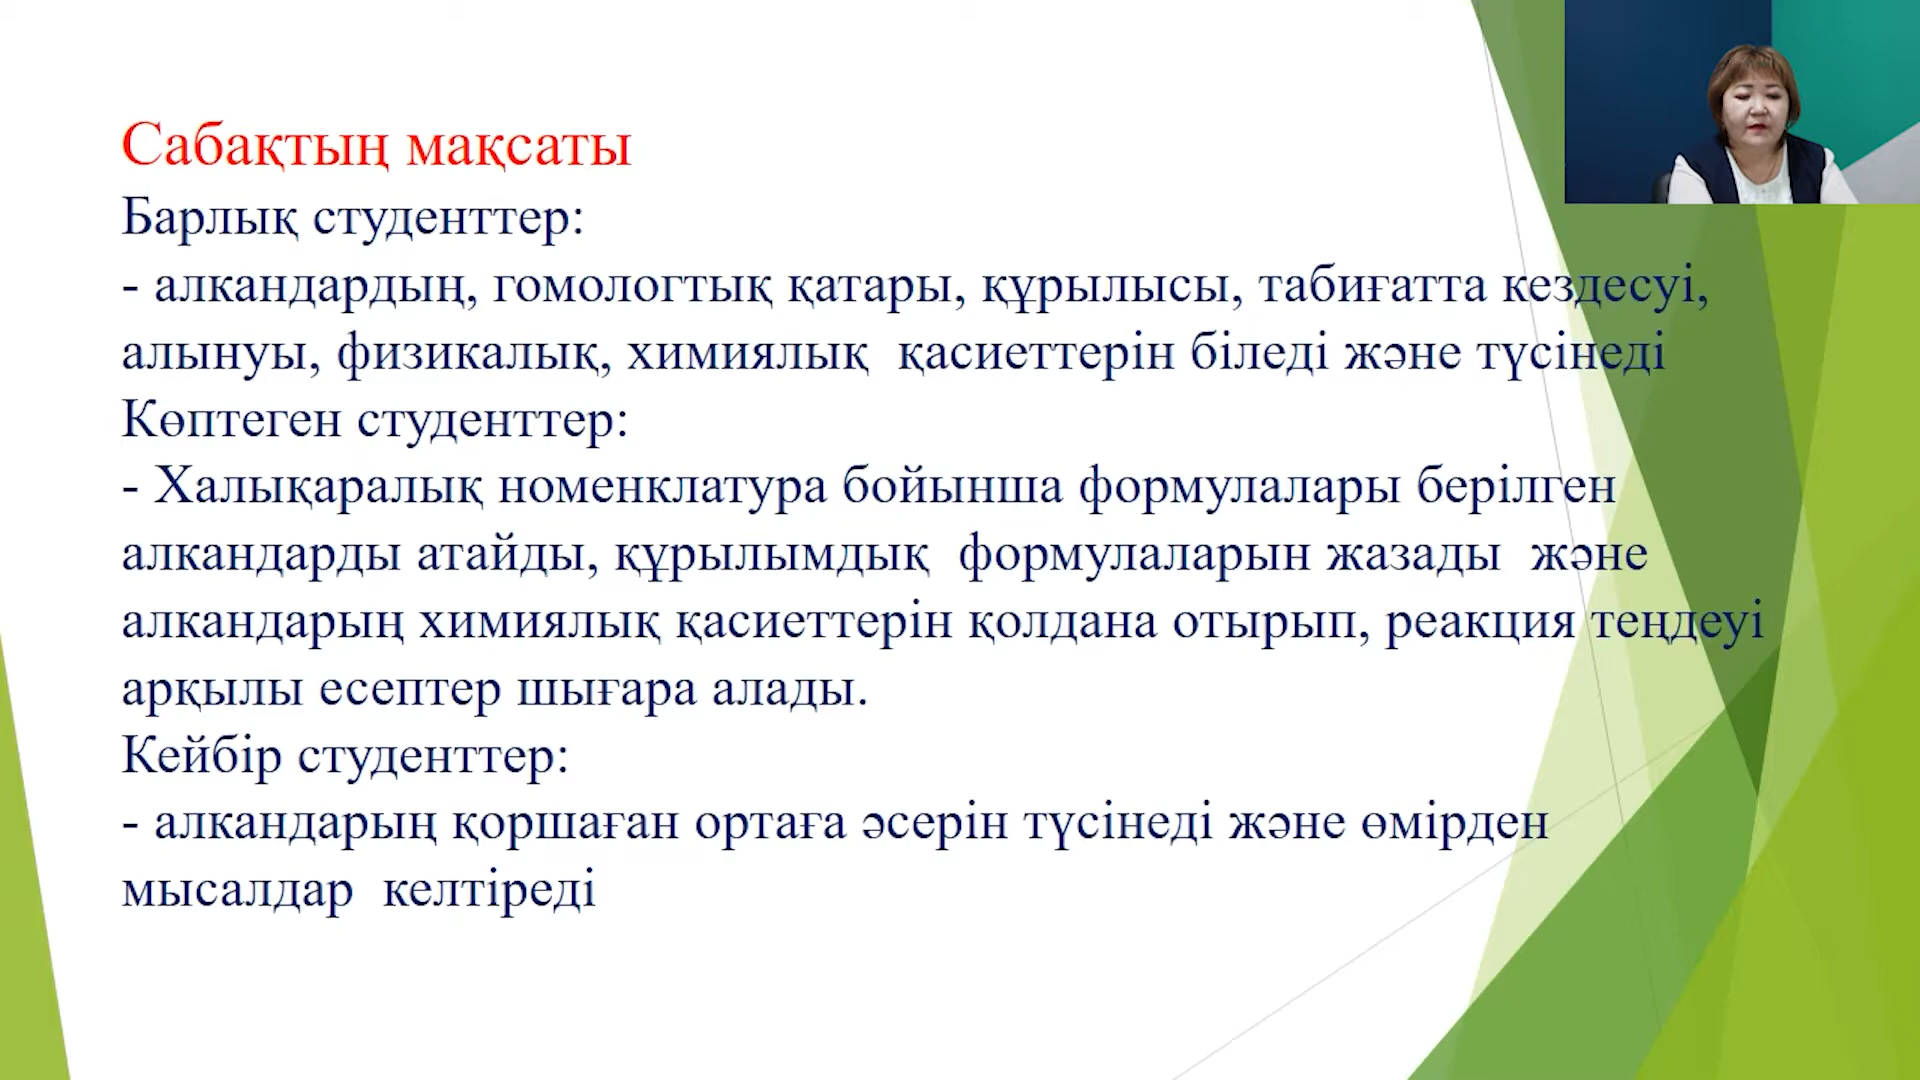 Сабақтың мақсаты
Барлық студенттер:
- алкандардың, гомологтық қатары, құрылысы, табиғатта кездесуі,
алынуы, физикалық, химиялық қасиеттерін біледі және түсінеді
Көптеген студенттер:
- Халықаралық номенклатура бойынша формулалары берілген
алкандарды атайды, құрылымдық формулаларын жазады және
алкандарың химиялық қасиеттерін қолдана отырып, реакция теңдеуі
арқылы есептер шығара алады.
Кейбір студенттер:
- алкандарың қоршаған ортаға әсерін түсінеді және өмірден
мысалдар келтіреді